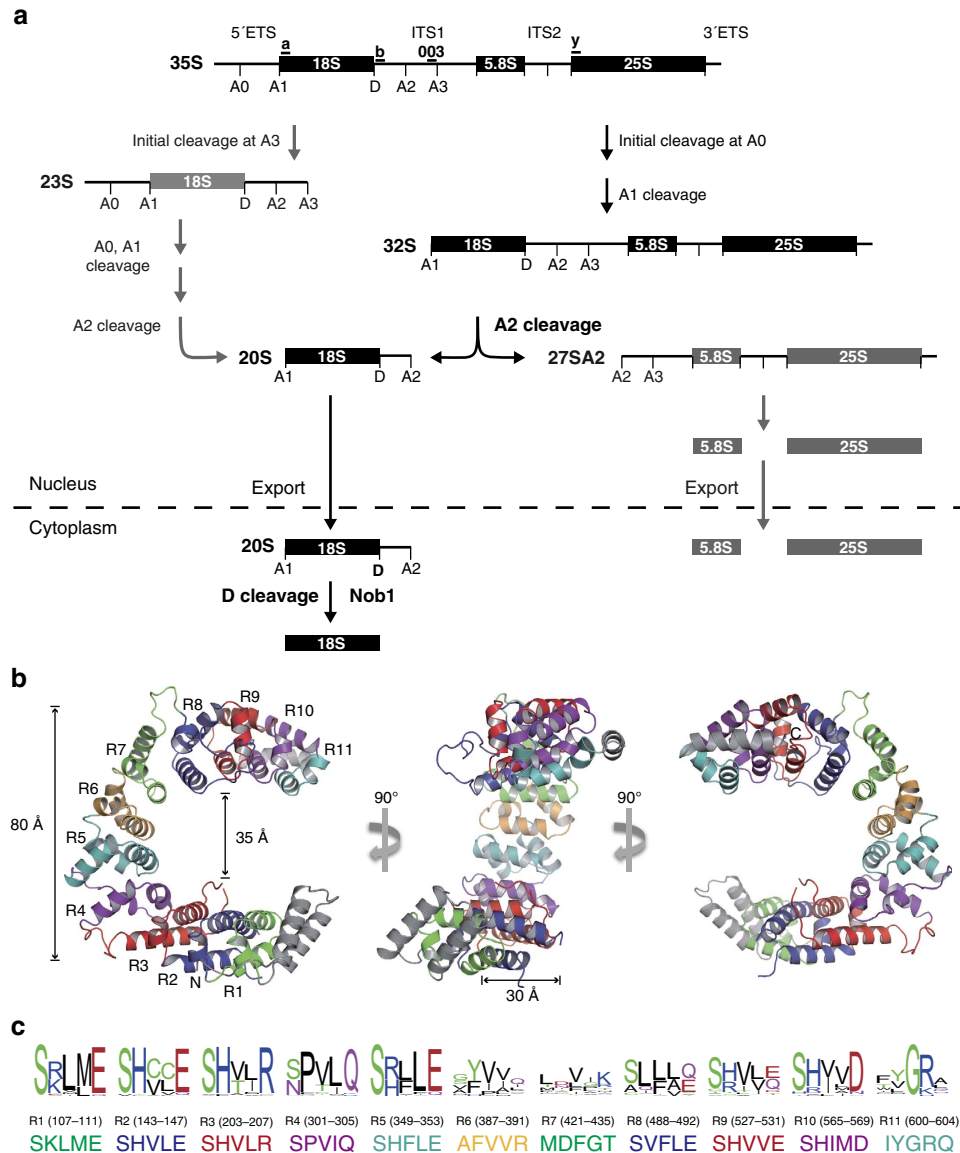 a
5´ETS ITS1 ITS2 3´ETS
a b 003 y
35S 18S 5.8S 25S
A0 A1 D A2 A3
Initial cleavage at A3
Initial cleavage at A0
23S 18S
A0 A1 D A2 A3
A1 cleavage
A0, A1
cleavage
32S 18S 5.8S 25S
A1 D A2 A3
A2 cleavage
A2 cleavage
20S 18S
A1 D A2
27SA2 5.8S 25S
A2 A3
5.8S 25S
Nucleus
Export
Export
Cytoplasm
20S 18S
A1 D A2
5.8S 25S
D cleavage Nob1
18S
b
R8 R9 R10
R7 R11
R6
80 Å
35 Å
R5
R4
R3
R2 N R1
90°
30 Å
90°
C
c
R1 (107–111) R2 (143–147) R3 (203–207) R4 (301–305) R5 (349–353) R6 (387–391) R7 (421–435) R8 (488–492) R9 (527–531) R10 (565–569) R11 (600–604)
SKLME SHVLE SHVLR SPVIQ SHFLE AFVVR MDFGT SVFLE SHVVE SHIMD IYGRQ